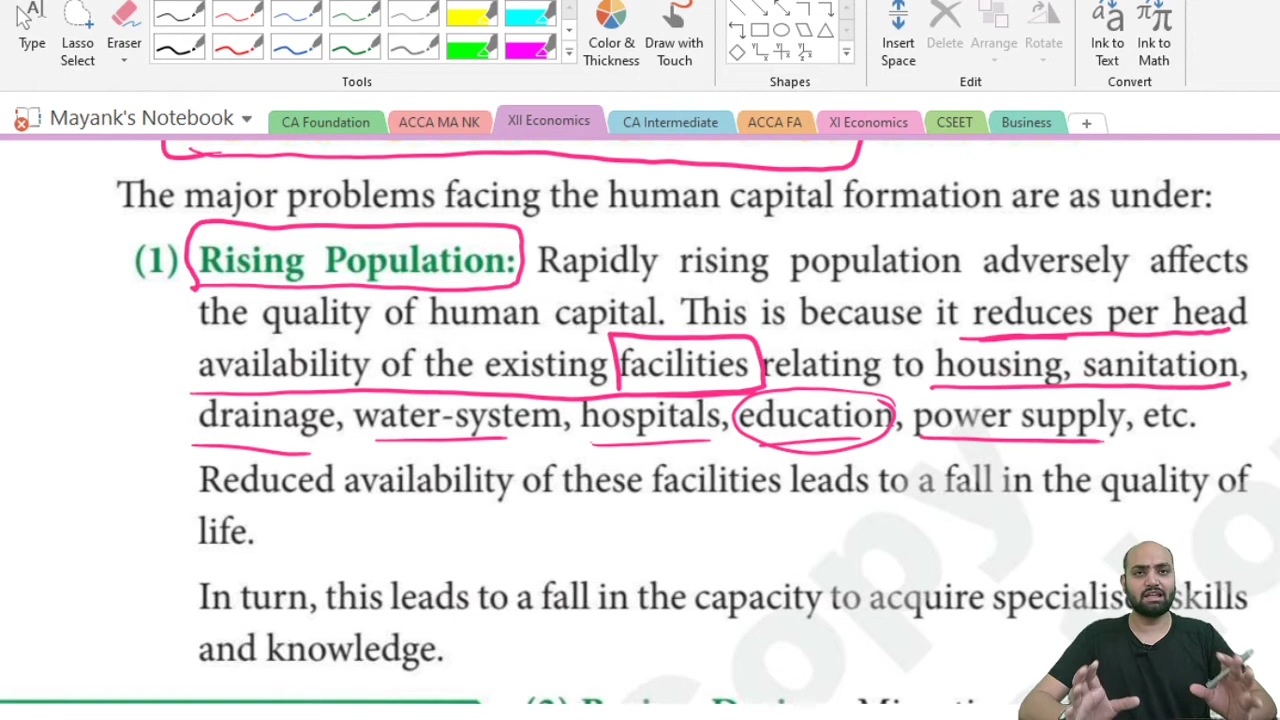 Type
Lasso Select
Eraser
Color & Thickness
Draw with Touch
Insert Space
Delete
Arrange
Rotate
Ink to Text
Ink to Math
Tools
Shapes
Edit
Convert
Mayank's Notebook
CA Foundation
ACCA MA NK
XII Economics
CA Intermediate
ACCA FA
XI Economics
CSEET
Business
+
The major problems facing the human capital formation are as under:
(1) Rising Population: Rapidly rising population adversely affects
the quality of human capital. This is because it reduces per head
availability of the existing facilities relating to housing, sanitation,
drainage, water-system, hospitals, education, power supply, etc.
Reduced availability of these facilities leads to a fall in the quality of
life.
In turn, this leads to a fall in the capacity to acquire skills
and knowledge.